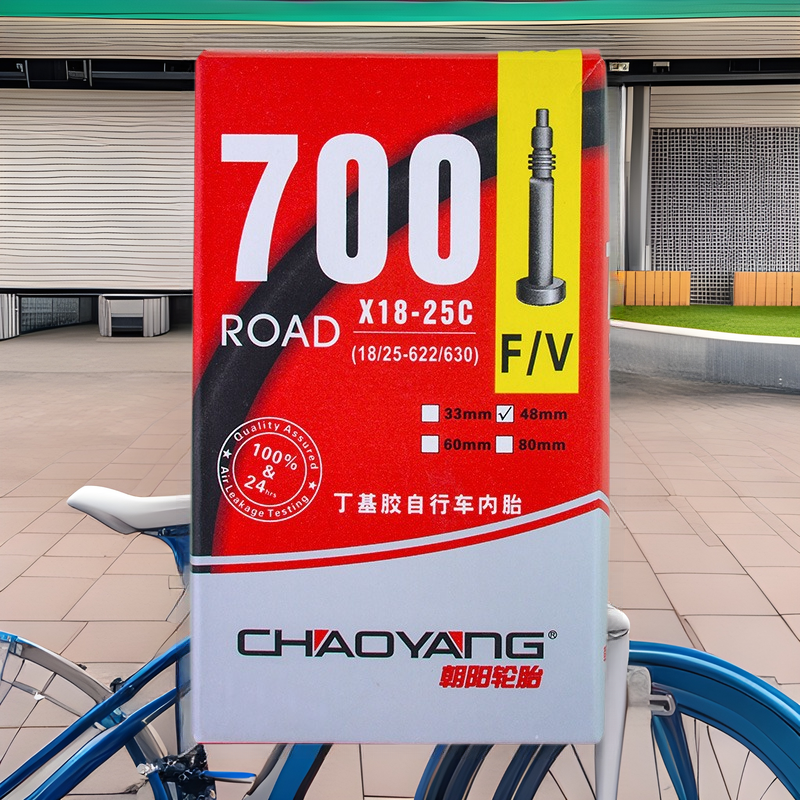 700
ROAD
X18-25C
(18/25-622/630)
F/V
33mm ✓ 48mm
60mm 80mm
Quality Assured
100%
&
24hrs
Air Leakage Testing
丁基胶自行车内胎
CHAOYANG®
朝阳轮胎